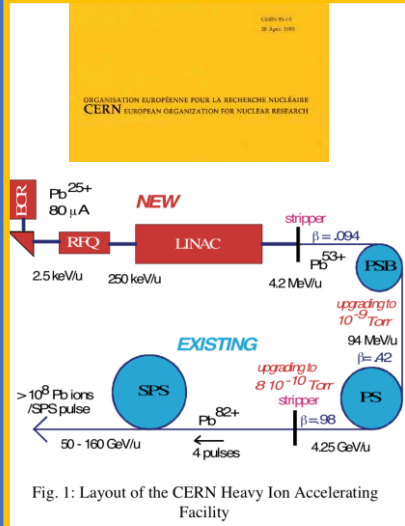 CERN 93-01
28 April 1993
ORGANISATION EUROPÉENNE POUR LA RECHERCHE NUCLÉAIRE
CERN EUROPEAN ORGANIZATION FOR NUCLEAR RESEARCH
ECR
Pb25+
80 µA
NEW
RFQ
LINAC
stripper
β = .094
Pb53+
PSB
2.5 keV/u
250 keV/u
4.2 MeV/u
upgrading to
10-9 Torr
94 MeV/u
β = .42
EXISTING
SPS
upgrading to
8 10-10 Torr
stripper
PS
> 108 Pb ions
/SPS pulse
Pb82+
β=.98
50 - 160 GeV/u
4 pulses
4.25 GeV/u
Fig. 1: Layout of the CERN Heavy Ion Accelerating
Facility